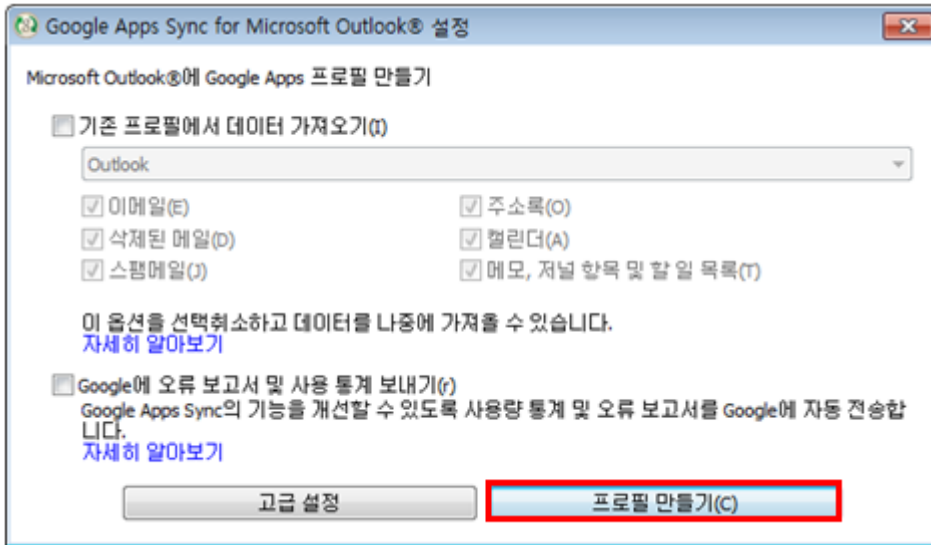 Google Apps Sync for Microsoft Outlook® 설정
Microsoft Outlook®에 Google Apps 프로필 만들기
기존 프로필에서 데이터 가져오기(I)
Outlook
이메일(E)
주소록(O)
삭제된 메일(D)
캘린더(A)
스팸메일(J)
메모, 저널 항목 및 할 일 목록(T)
이 옵션을 선택취소하고 데이터를 나중에 가져올 수 있습니다.
자세히 알아보기
Google에 오류 보고서 및 사용 통계 보내기(r)
Google Apps Sync의 기능을 개선할 수 있도록 사용량 통계 및 오류 보고서를 Google에 자동 전송합
니다.
자세히 알아보기
고급 설정
프로필 만들기(C)